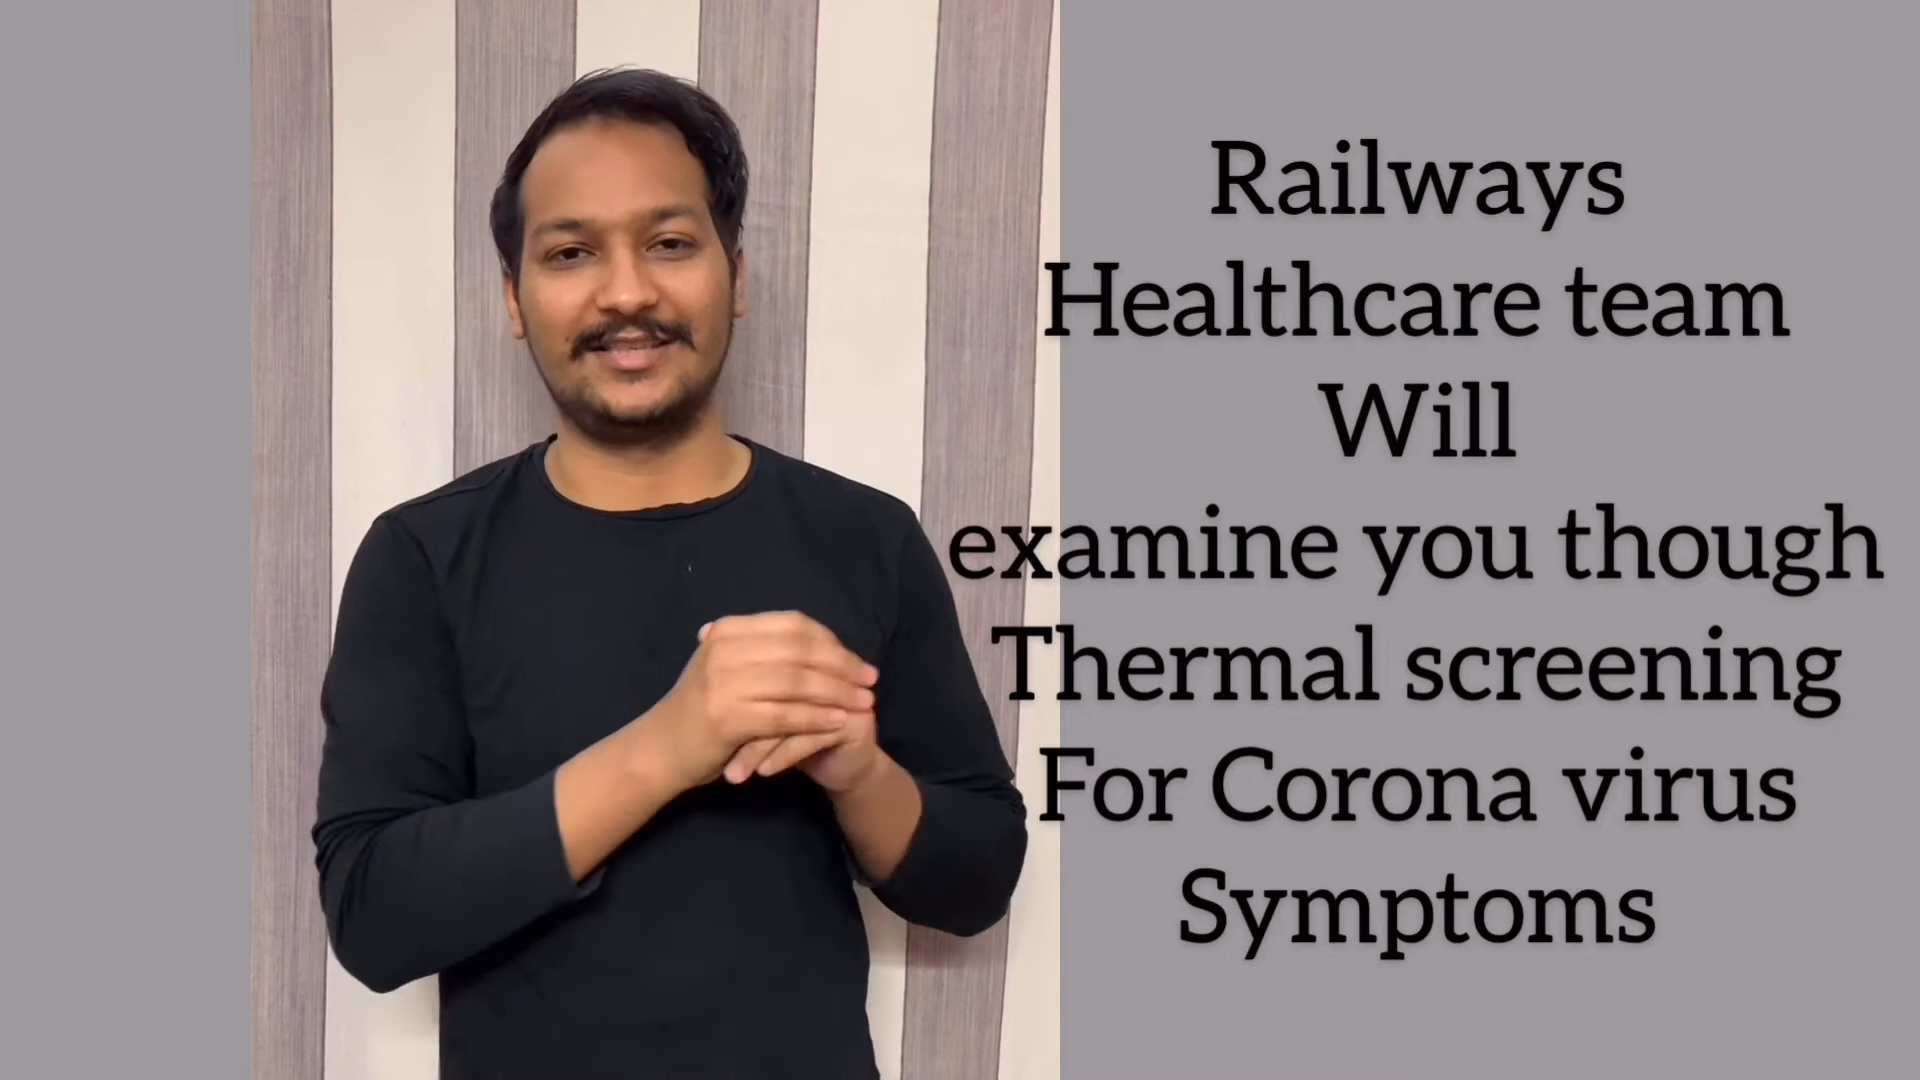 Railways
Healthcare team
Will
examine you though
Thermal screening
For Corona virus
Symptoms